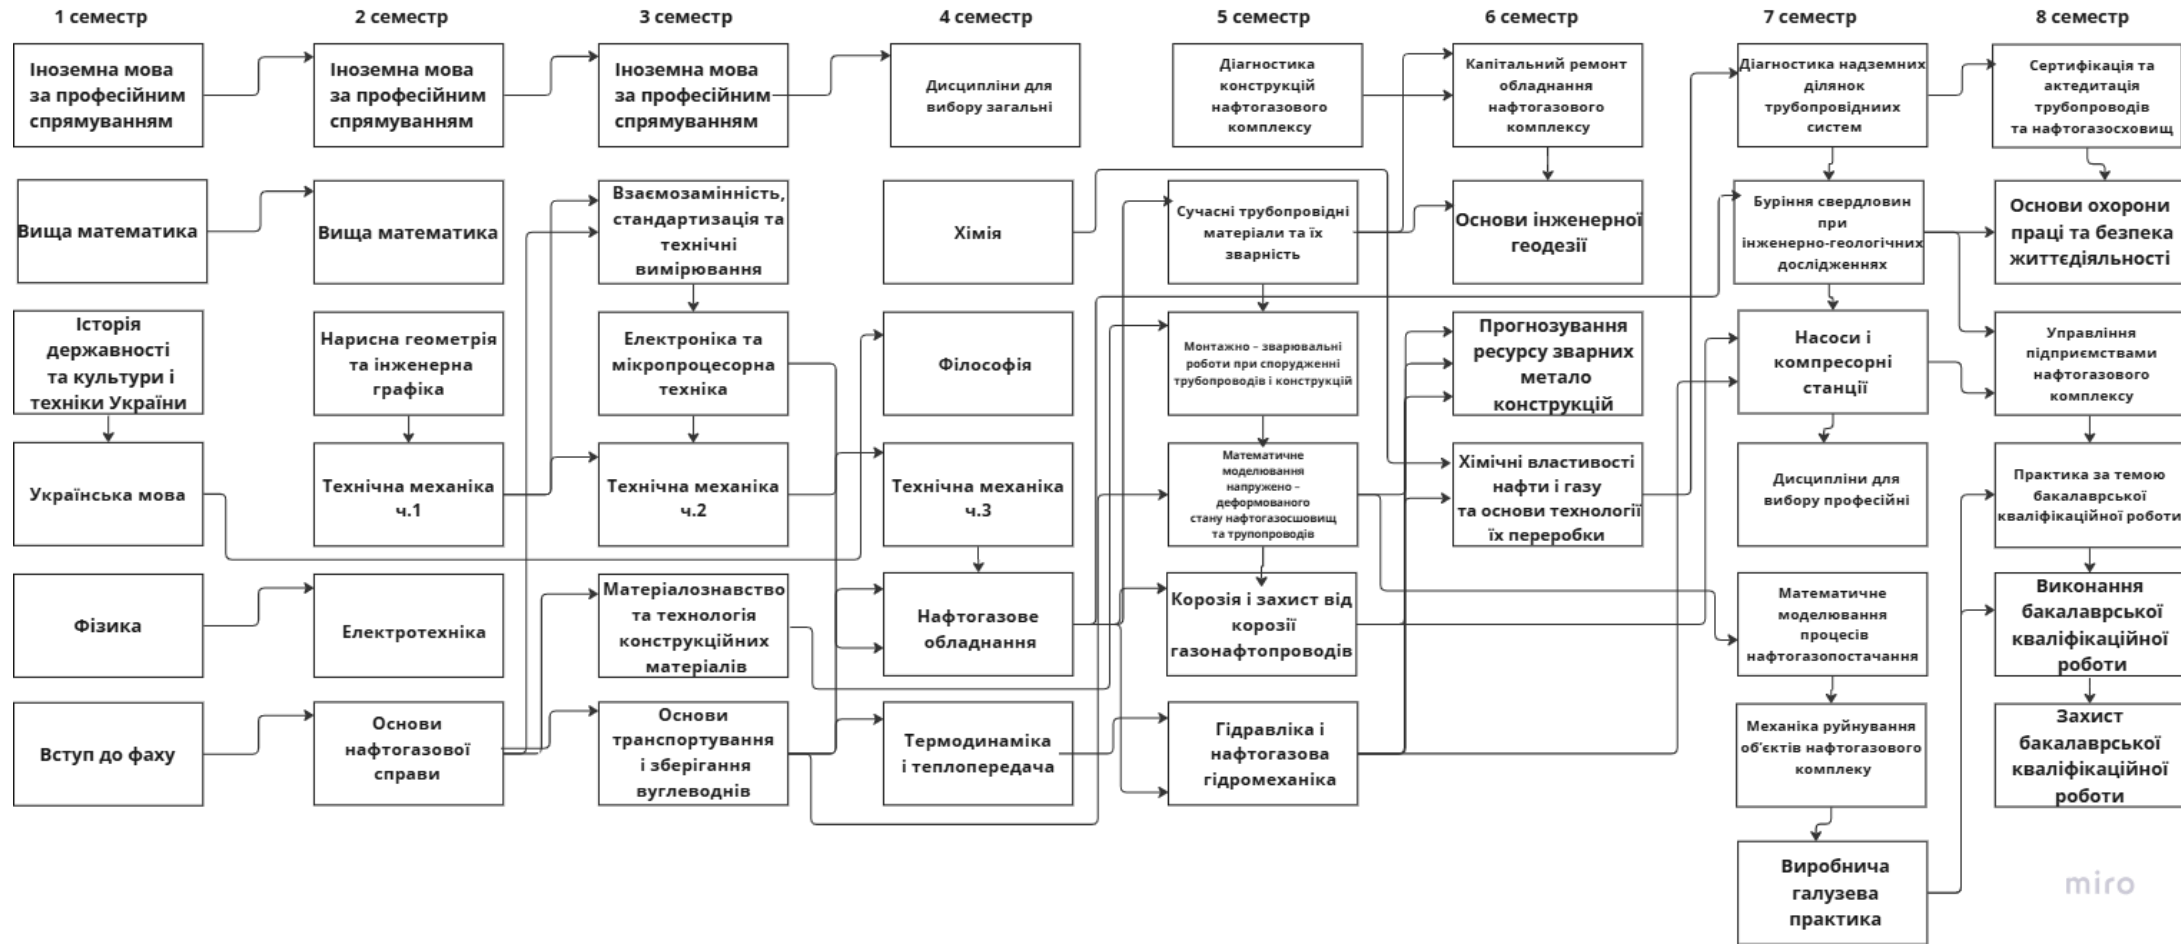 1 семестр
2 семестр
3 семестр
4 семестр
5 семестр
6 семестр
7 семестр
8 семестр
Іноземна мова
за професійним
спрямуванням
Іноземна мова
за професійним
спрямуванням
Іноземна мова
за професійним
спрямуванням
Дисципліни для
вибору загальні
Діагностика
конструкцій
нафтогазового
комплексу
Капітальний ремонт
обладнання
нафтогазового
комплексу
Діагностика надземних
ділянок
трубопровідниих
систем
Сертифікація та
актедитація
трубопроводів
та нафтогазосховищ
Вища математика
Вища математика
Взаємозамінність,
стандартизація та
технічні
вимірювання
Хімія
Сучасні трубопровідні
матеріали та їх
зварність
Основи інженерної
геодезії
Буріння свердловин
при
інженерно-геологічних
дослідженнях
Основи охорони
праці та безпека
життєдіяльності
Історія
державності
та культури і
техніки України
Нарисна геометрія
та інженерна
графіка
Електроніка та
мікропроцесорна
техніка
Філософія
Монтажно – зварювальні
роботи при спорудженні
трубопроводів і конструкцій
Прогнозування
ресурсу зварних
метало
конструкцій
Насоси і
компресорні
станції
Управління
підприємствами
нафтогазового
комплексу
Українська мова
Технічна механіка
ч.1
Технічна механіка
ч.2
Технічна механіка
ч.3
Математичне
моделювання
напружено –
деформованого
стану нафтогазосшовищ
та трупопроводів
Хімічні властивості
нафти і газу
та основи технології
їх переробки
Дисципліни для
вибору професійні
Практика за темою
бакалаврської
кваліфікаційної роботи
Фізика
Електротехніка
Матеріалознавство
та технологія
конструкційних
матеріалів
Нафтогазове
обладнання
Корозія і захист від
корозії
газонафтопроводів
Математичне
моделювання
процесів
нафтогазопостачання
Виконання
бакалаврської
кваліфікаційної
роботи
Вступ до фаху
Основи
нафтогазової
справи
Основи
транспортування
і зберігання
вуглеводнів
Термодинаміка
і теплопередача
Гідравліка і
нафтогазова
гідромеханіка
Механіка руйнування
об'єктів нафтогазового
комплеку
Захист
бакалаврської
кваліфікаційної
роботи
Виробнича
галузева
практика
miro